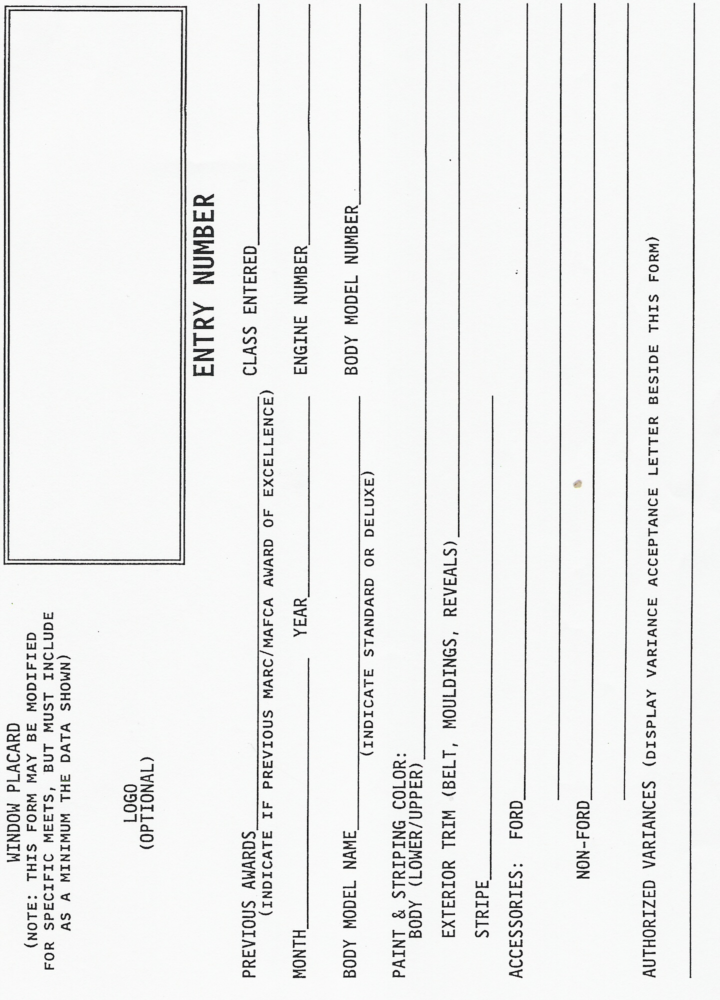 WINDOW PLACARD
(NOTE: THIS FORM MAY BE MODIFIED
FOR SPECIFIC MEETS, BUT MUST INCLUDE
AS A MINIMUM THE DATA SHOWN)
LOGO
(OPTIONAL)
ENTRY NUMBER
PREVIOUS AWARDS CLASS ENTERED
(INDICATE IF PREVIOUS MARC/MAFCA AWARD OF EXCELLENCE)
MONTH YEAR ENGINE NUMBER
BODY MODEL NAME BODY MODEL NUMBER
(INDICATE STANDARD OR DELUXE)
PAINT & STRIPING COLOR:
BODY (LOWER/UPPER)
EXTERIOR TRIM (BELT, MOULDINGS, REVEALS)
STRIPE
ACCESSORIES: FORD
NON-FORD
AUTHORIZED VARIANCES (DISPLAY VARIANCE ACCEPTANCE LETTER BESIDE THIS FORM)